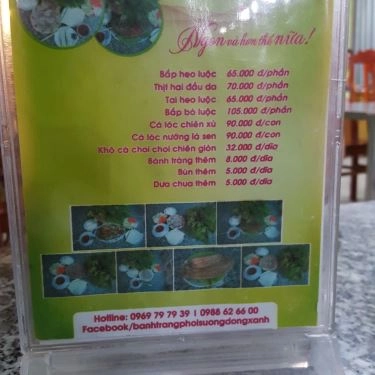 Ngon và hơn thế nữa!
Bắp heo luộc 65.000 đ/phần
Thịt hai đầu da 70.000 đ/phần
Tai heo luộc 65.000 đ/phần
Bắp bò luộc 105.000 đ/phần
Cá lóc chiên xù 90.000 đ/con
Cá lóc nướng lá sen 90.000 đ/con
Khô cá chai chói chiên giòn 32.000 đ/dĩa
Bánh tráng thêm 8.000 đ/dĩa
Bún thêm 5.000 đ/dĩa
Dưa chua thêm 5.000 đ/dĩa
Hotline: 0969 79 79 39 | 0988 62 66 00
Facebook/banhtrangphoisuongdongxanh